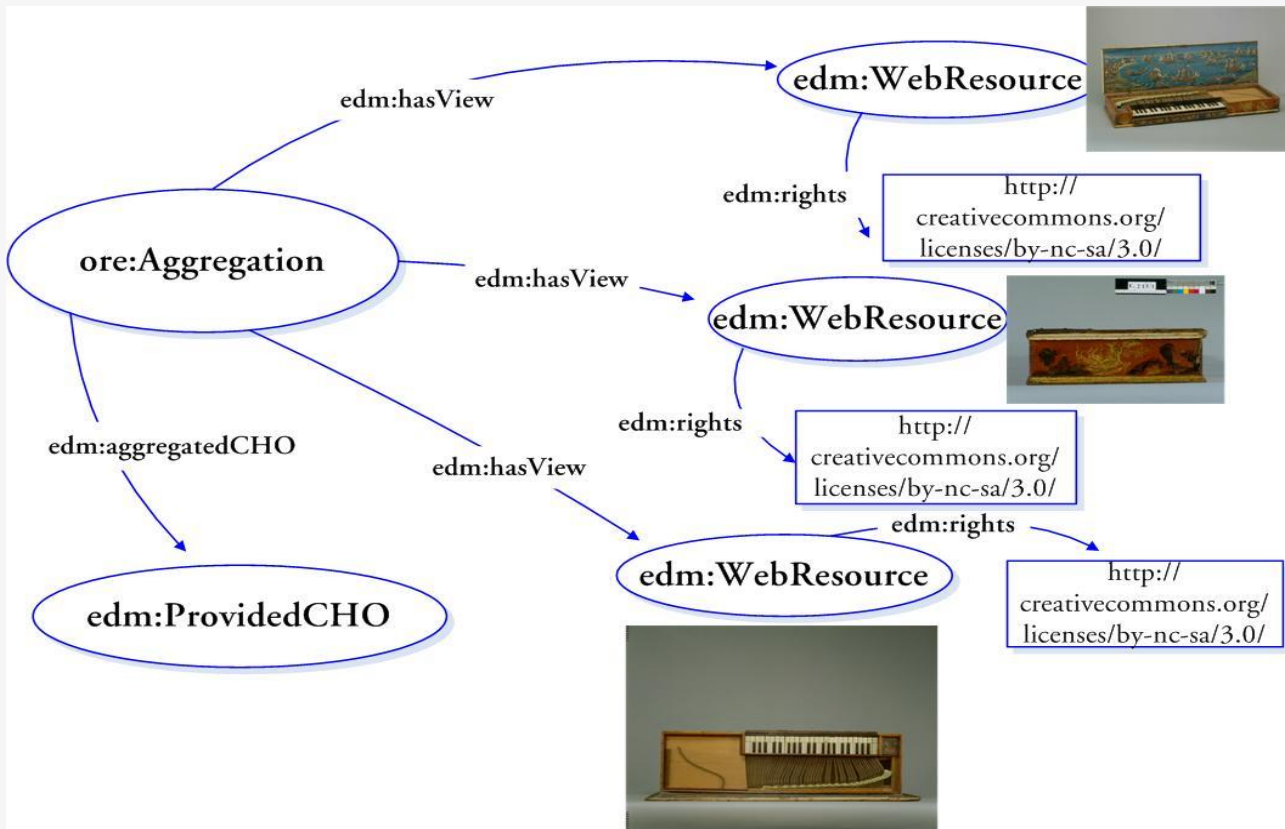 edm:WebResource
edm:hasView
edm:rights
http://
creativecommons.org/
licenses/by-nc-sa/3.0/
ore:Aggregation
edm:hasView
edm:WebResource
edm:rights
http://
creativecommons.org/
licenses/by-nc-sa/3.0/
edm:aggregatedCHO
edm:hasView
edm:rights
edm:WebResource
http://
creativecommons.org/
licenses/by-nc-sa/3.0/
edm:ProvidedCHO